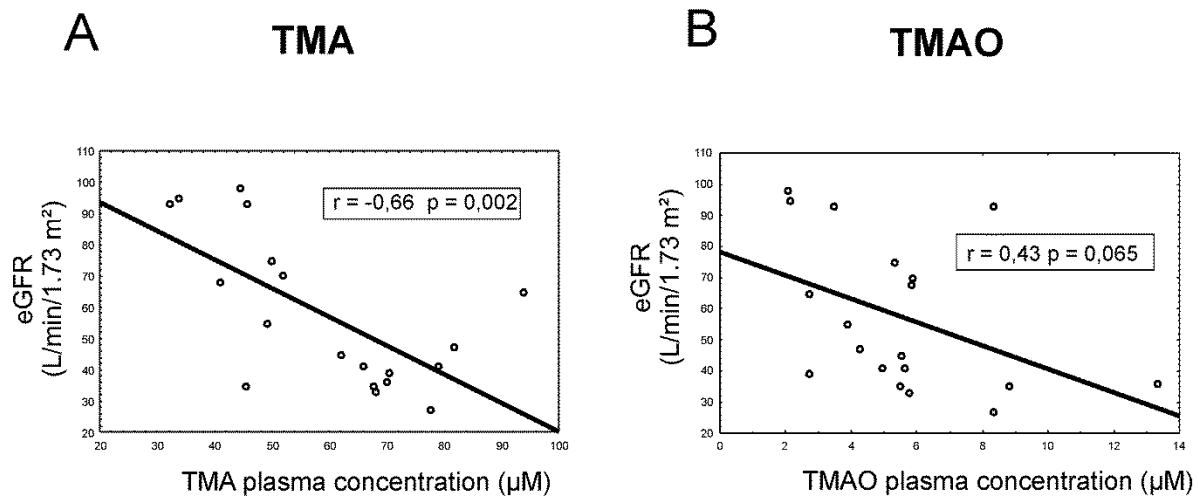 A
TMA
110
100
90
80
70
60
50
40
30
20
eGFR
(L/min/1.73 m²)
r = -0,66 p = 0,002
20 30 40 50 60 70 80 90 100
TMA plasma concentration (µM)
B
TMAO
110
100
90
80
70
60
50
40
30
20
eGFR
(L/min/1.73 m²)
r = 0,43 p = 0,065
0 2 4 6 8 10 12 14
TMAO plasma concentration (µM)